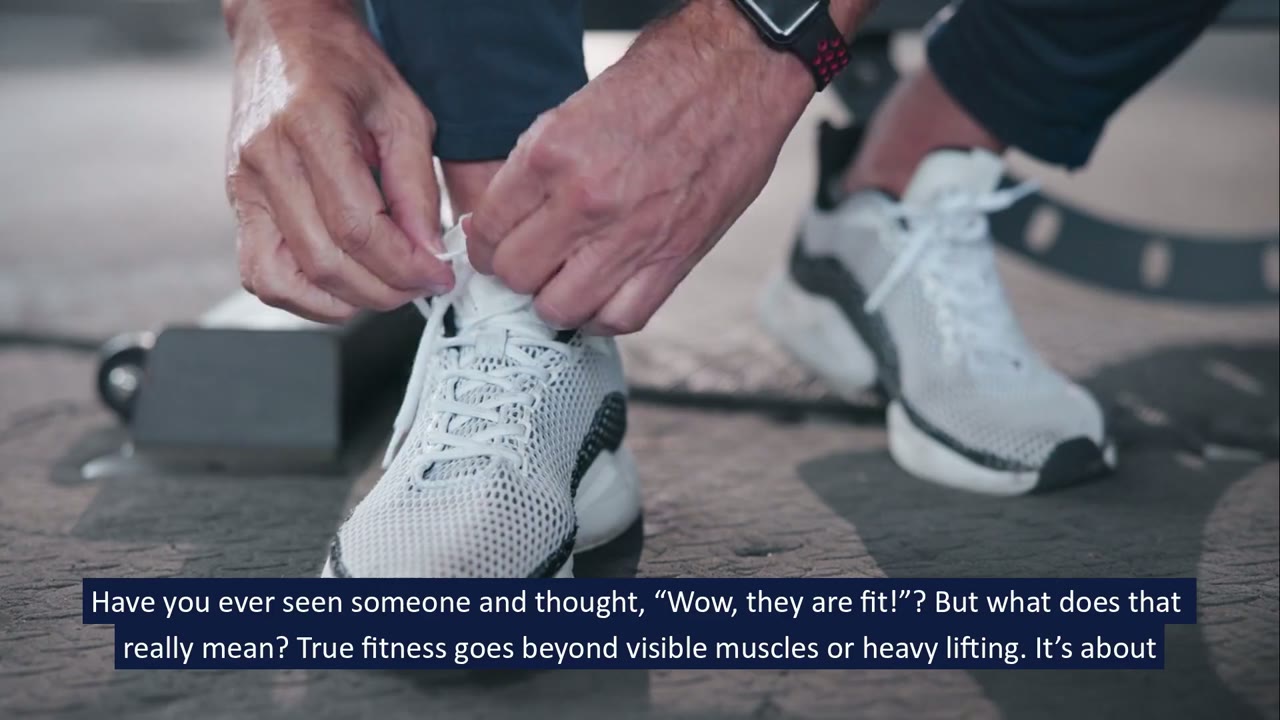 Have you ever seen someone and thought, “Wow, they are fit!”? But what does that
really mean? True fitness goes beyond visible muscles or heavy lifting. It’s about